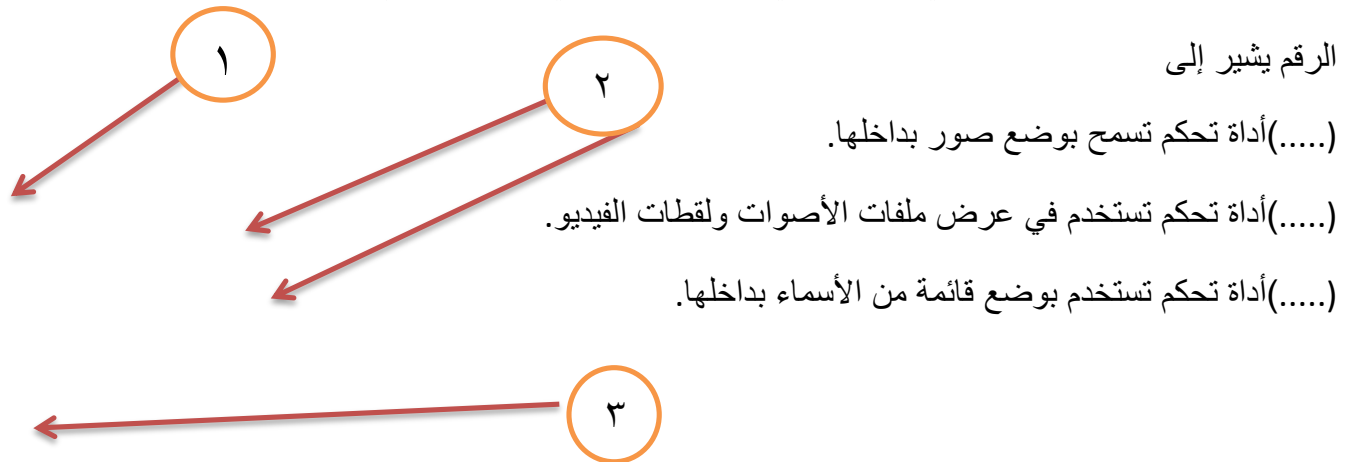 ١
٢
الرقم يشير إلى
(.....)أداة تحكم تسمح بوضع صور بداخلها.
(.....)أداة تحكم تستخدم في عرض ملفات الأصوات ولقطات الفيديو.
(.....)أداة تحكم تستخدم بوضع قائمة من الأسماء بداخلها.
٣